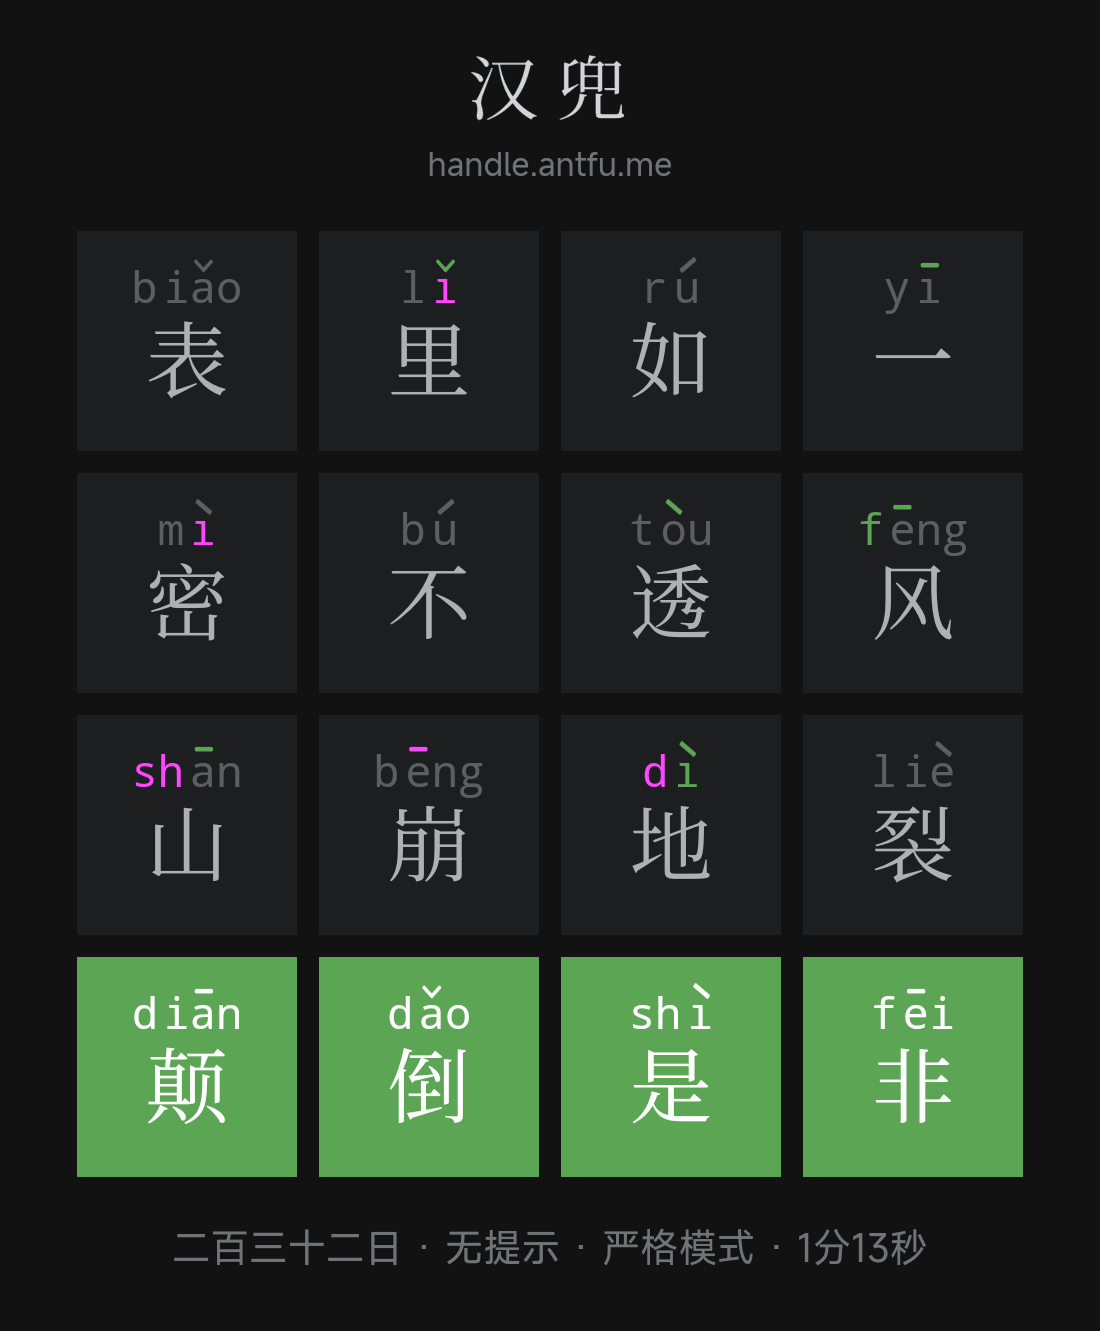 汉兜
handle.antfu.me
biǎo lǐ rú yī
表 里 如 一
mì bú tòu fēng
密 不 透 风
shān bēng dì liè
山 崩 地 裂
diān dǎo shì fēi
颠 倒 是 非
二百三十二日 · 无提示 · 严格模式 · 1分13秒